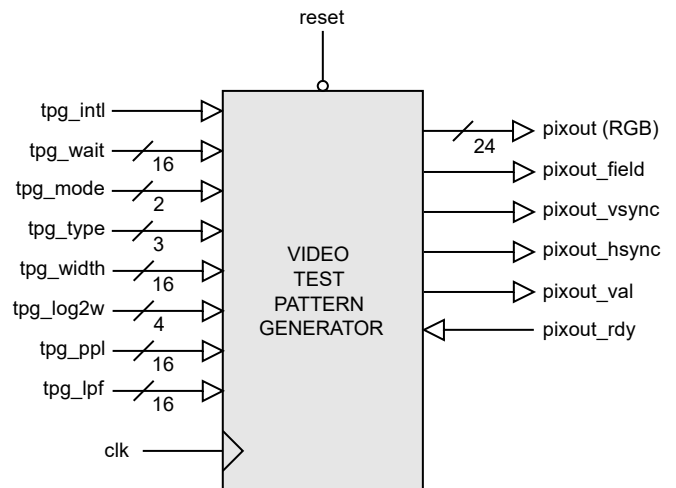 reset
tpg_intl
tpg_wait
16
tpg_mode
2
tpg_type
3
tpg_width
16
tpg_log2w
4
tpg_ppl
16
tpg_lpf
16
clk
VIDEO
TEST
PATTERN
GENERATOR
pixout (RGB)
24
pixout_field
pixout_vsync
pixout_hsync
pixout_val
pixout_rdy